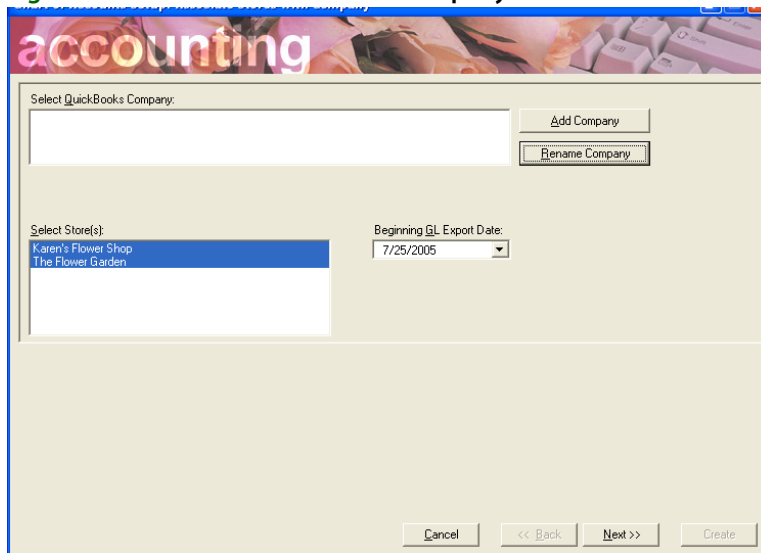 accounting
Select QuickBooks Company:
Add Company
Rename Company
Select Store(s):
Beginning GL Export Date:
Karen's Flower Shop
7/25/2005
The Flower Garden
Cancel
<< Back
Next >>
Create